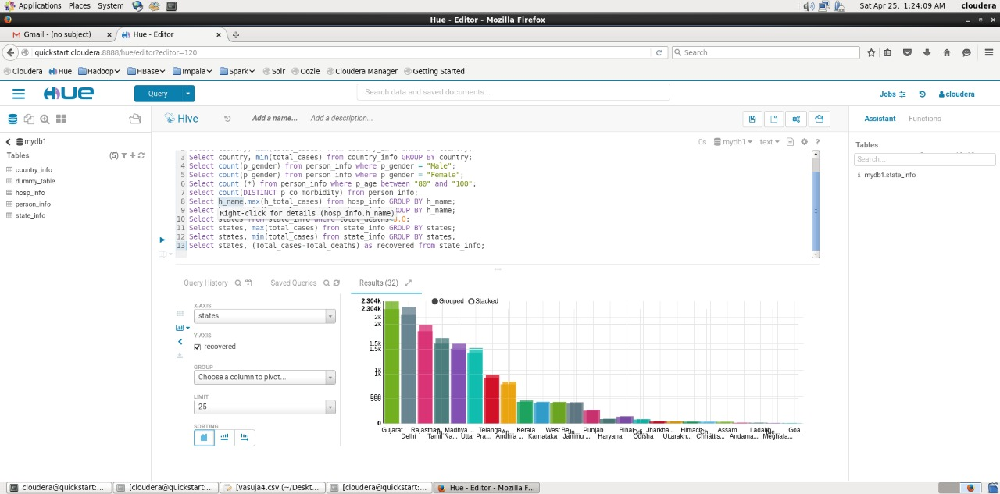 Applications Places System Sat Apr 25, 1:24:09 AM cloudera
Hue - Editor - Mozilla Firefox
Gmail - (no subject) Hue - Editor
quickstart.cloudera:8888/hue/editor?editor=120 Search
Cloudera Hue Hadoop HBase Impala Spark Solr Oozie Cloudera Manager Getting Started
HUE Query Search data and saved documents... Jobs cloudera
Hive Add a name... Add a description... Assistant Functions
mydb1 0s mydb1 text ?
Tables (5)
country_info
dummy_table
hosp_info
person_info
state_info
Tables
Search...
mydb1.state_info
3 Select country, min(total_cases) from country_info GROUP BY country;
4 Select count(p_gender) from person_info where p_gender = "Male";
5 Select count(p_gender) from person_info where p_gender = "Female";
6 Select count (*) from person_info where p_age between "80" and "100";
7 select count(DISTINCT p_co_morbidity) from person_info;
8 Select h_name,max(h_total_cases) from hosp_info GROUP BY h_name;
9 Select GROUP BY h_name;
Right-click for details (hosp_info.h_name)
10 Select states from state_info where
11 Select states, max(total_cases) from state_info GROUP BY states;
12 Select states, min(total_cases) from state_info GROUP BY states;
13 Select states, (Total_cases-Total_deaths) as recovered from state_info;
Query History Saved Queries Results (32)
X-AXIS
states
Y-AXIS
recovered
GROUP
Choose a column to pivot...
LIMIT
25
SORTING
Grouped Stacked
2.304k
2.304k
2k
2k
1.5k
1.5k
1k
1k
500
500
0
Gujarat Rajasthan Madhya ... Telanga... Kerala West Be... Punjab Bihar Jharkha... Himach... Assam Ladakh Goa
Delhi Tamil Na... Uttar Pra... Andhra ... Karnataka Jammu ... Haryana Odisha Uttarakh... Chhattis... Andama... Meghala...
cloudera@quickstart:... [cloudera@quickstart:... [vasuja4.csv (~/Deskt... [cloudera@quickstart:... Hue - Editor - Mozilla F...